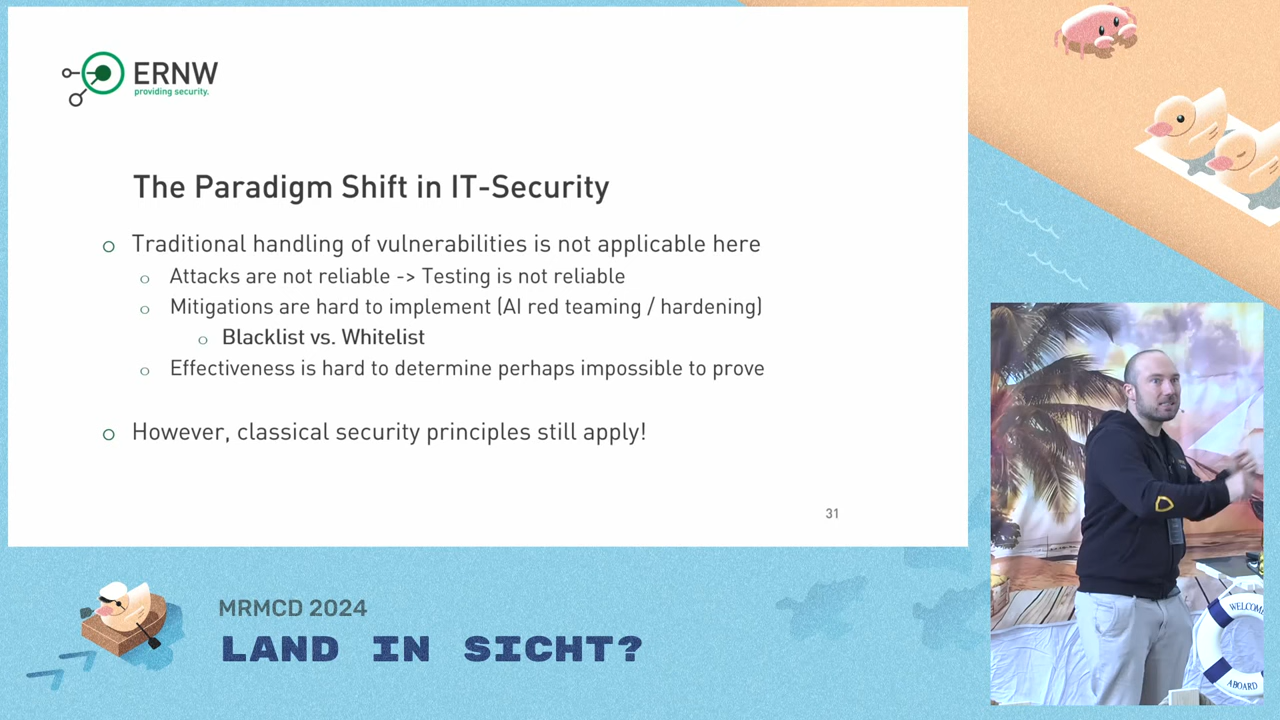 ERNW
providing security.
The Paradigm Shift in IT-Security
Traditional handling of vulnerabilities is not applicable here
Attacks are not reliable -> Testing is not reliable
Mitigations are hard to implement (AI red teaming / hardening)
Blacklist vs. Whitelist
Effectiveness is hard to determine perhaps impossible to prove
However, classical security principles still apply!
31
MRMCD 2024
LAND IN SICHT?
WELCOME
ABOARD